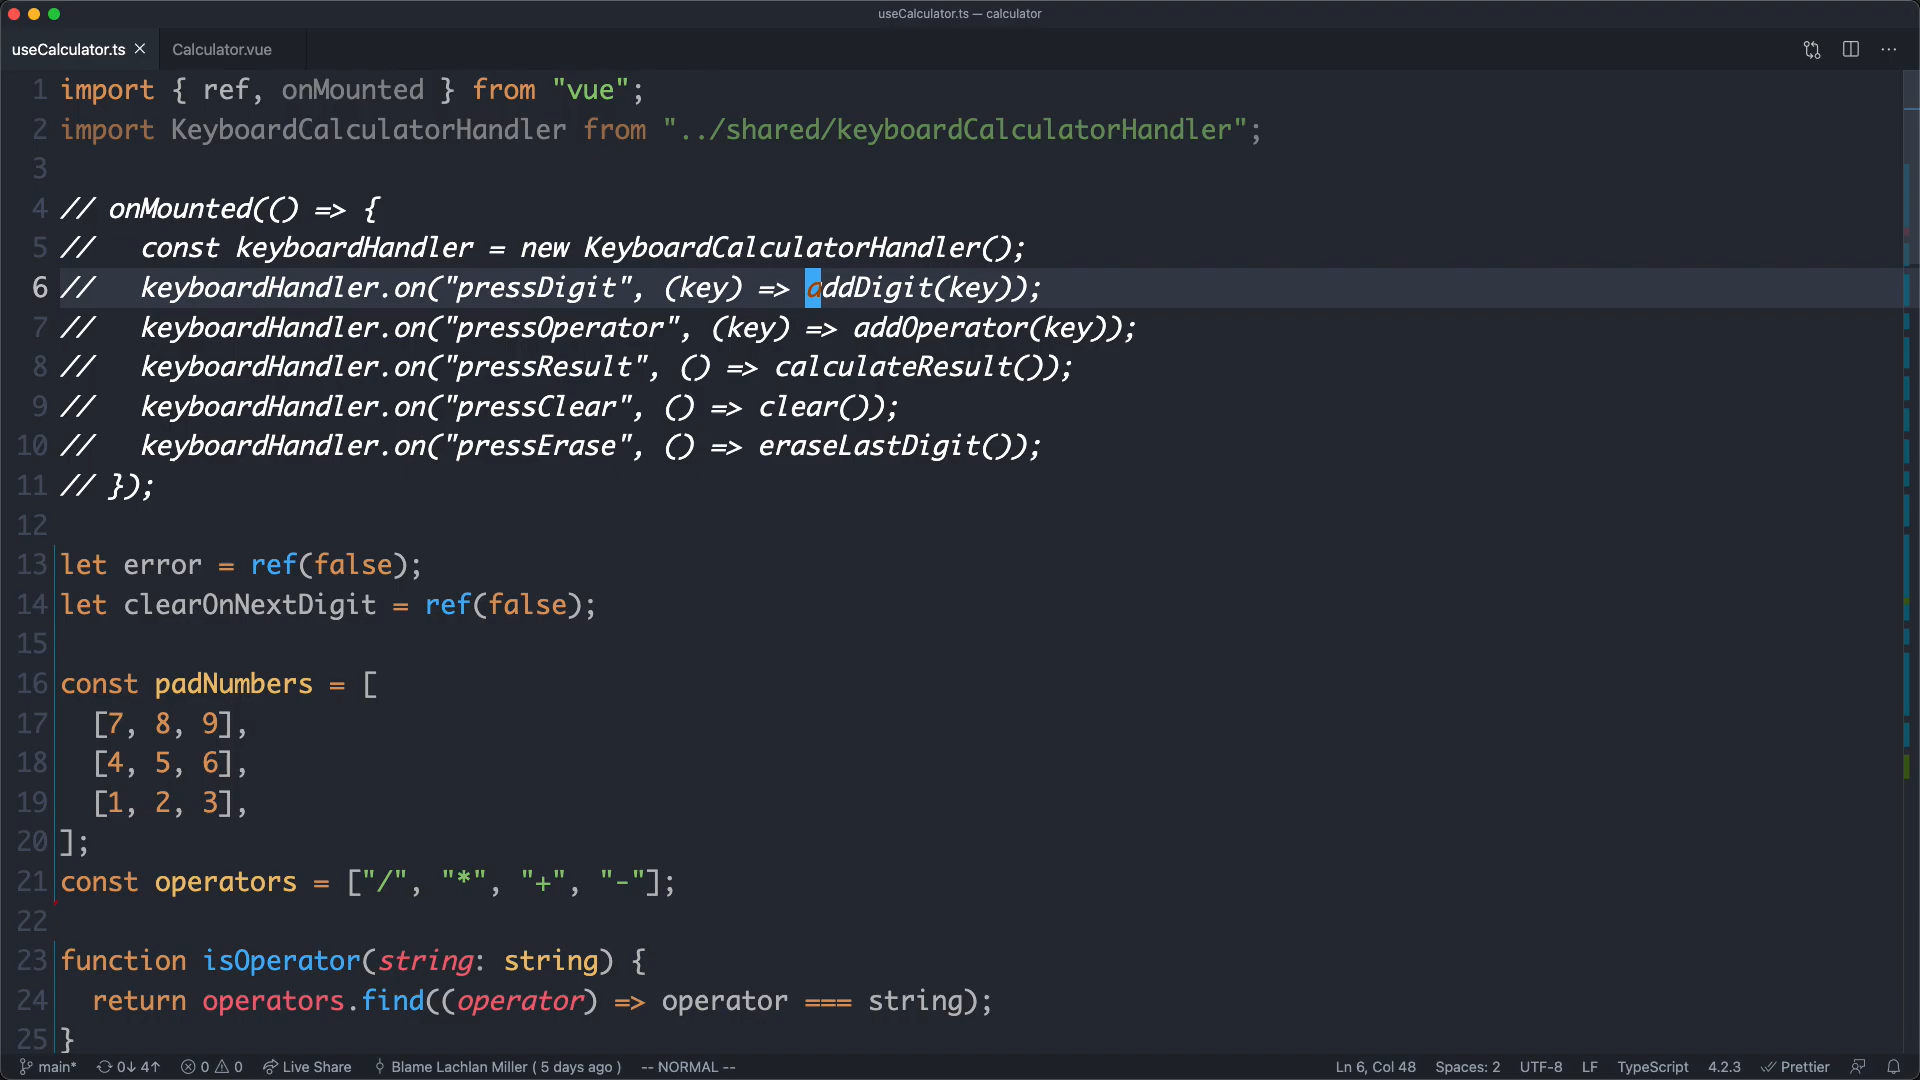 useCalculator.ts — calculator
useCalculator.ts Calculator.vue
1 import { ref, onMounted } from "vue";
2 import KeyboardCalculatorHandler from "../shared/keyboardCalculatorHandler";
3
4 // onMounted(() => {
5 //   const keyboardHandler = new KeyboardCalculatorHandler();
6 //   keyboardHandler.on("pressDigit", (key) => addDigit(key));
7 //   keyboardHandler.on("pressOperator", (key) => addOperator(key));
8 //   keyboardHandler.on("pressResult", () => calculateResult());
9 //   keyboardHandler.on("pressClear", () => clear());
10 //   keyboardHandler.on("pressErase", () => eraseLastDigit());
11 // });
12
13 let error = ref(false);
14 let clearOnNextDigit = ref(false);
15
16 const padNumbers = [
17   [7, 8, 9],
18   [4, 5, 6],
19   [1, 2, 3],
20 ];
21 const operators = ["/", "*", "+", "-"];
22
23 function isOperator(string: string) {
24   return operators.find((operator) => operator === string);
25 }
main* 0↓ 4↑ 0 0 Live Share Blame Lachlan Miller ( 5 days ago ) -- NORMAL -- Ln 6, Col 48 Spaces: 2 UTF-8 LF TypeScript 4.2.3 Prettier